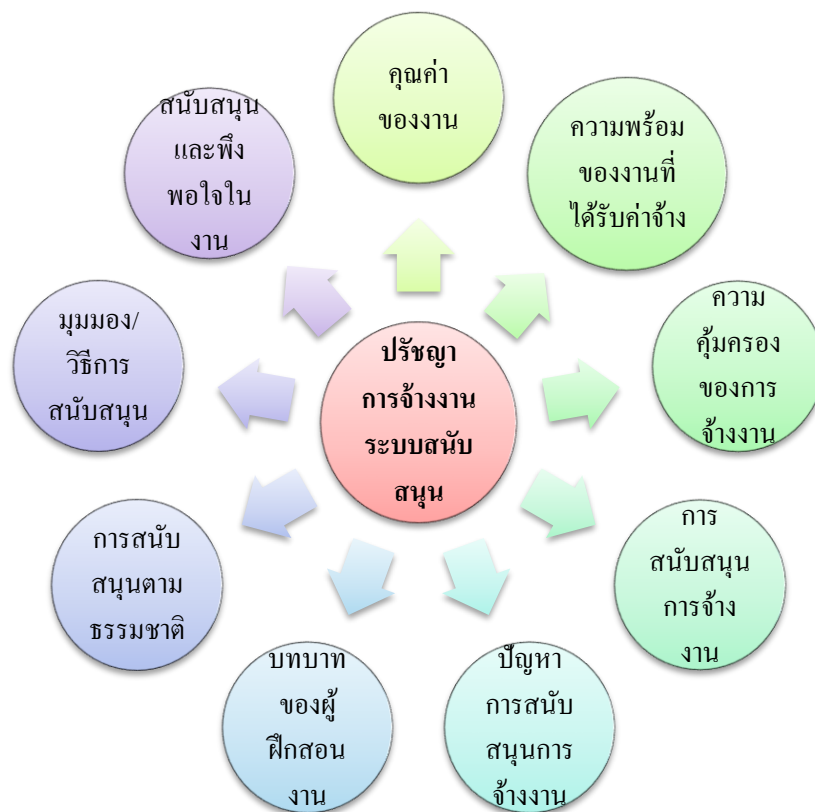 คุณค่า
ของงาน
ความพร้อม
ของงานที่
ได้รับค่าจ้าง
ความ
คุ้มครอง
ของการ
จ้างงาน
การ
สนับสนุน
การจ้าง
งาน
ปัญหา
การสนับ
สนุนการ
จ้างงาน
บทบาท
ของผู้
ฝึกสอน
งาน
การสนับ
สนุนตาม
ธรรมชาติ
มุมมอง/
วิธีการ
สนับสนุน
สนับสนุน
และพึง
พอใจใน
งาน
ปรัชญา
การจ้างงาน
ระบบสนับ
สนุน